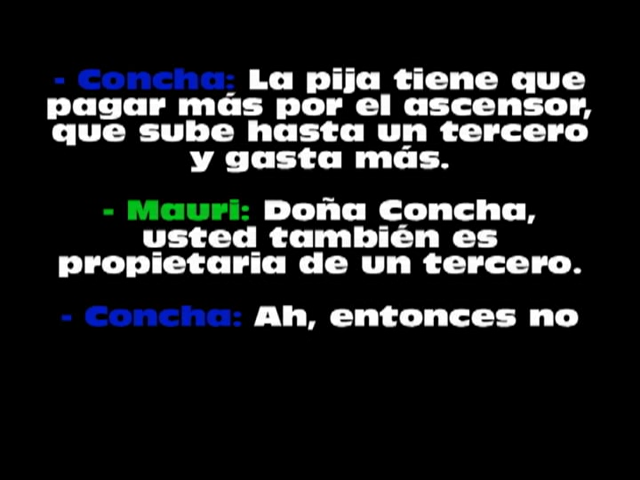 - Concha: La pija tiene que
pagar más por el ascensor,
que sube hasta un tercero
y gasta más.
- Mauri: Doña Concha,
usted también es
propietaria de un tercero.
- Concha: Ah, entonces no